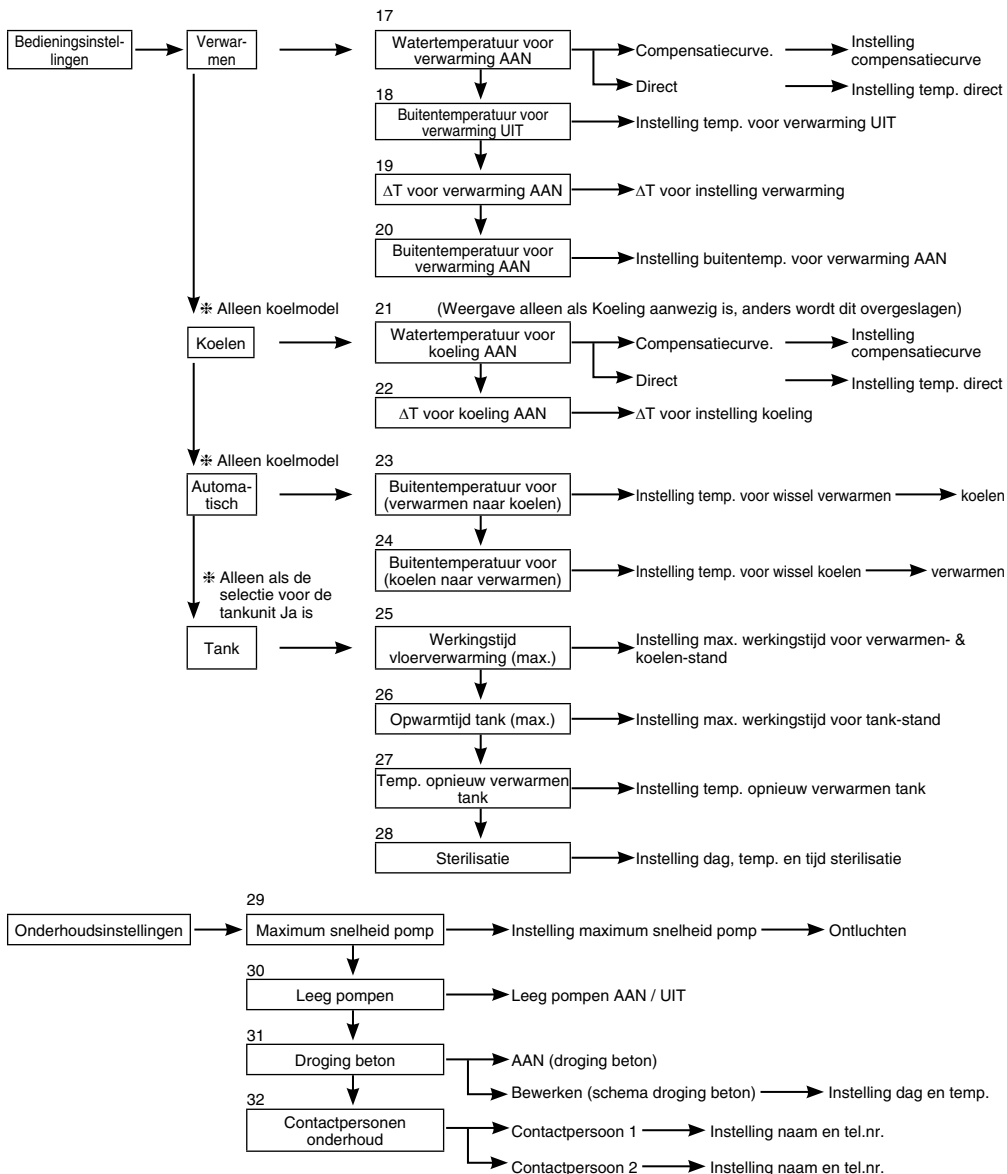 17
Bedieningsinstel-
lingen
Verwar-
men
Watertemperatuur voor
verwarming AAN
Compensatiecurve.
Instelling
compensatiecurve
Direct
Instelling temp. direct
18
Buitentemperatuur voor
verwarming UIT
Instelling temp. voor verwarming UIT
19
ΔT voor verwarming AAN
ΔT voor instelling verwarming
20
Buitentemperatuur voor
verwarming AAN
Instelling buitentemp. voor verwarming AAN
❉ Alleen koelmodel
21 (Weergave alleen als Koeling aanwezig is, anders wordt dit overgeslagen)
Koelen
Watertemperatuur voor
koeling AAN
Compensatiecurve.
Instelling
compensatiecurve
Direct
Instelling temp. direct
22
ΔT voor koeling AAN
ΔT voor instelling koeling
❉ Alleen koelmodel
23
Automa-
tisch
Buitentemperatuur voor
(verwarmen naar koelen)
Instelling temp. voor wissel verwarmen
koelen
24
Buitentemperatuur voor
(koelen naar verwarmen)
Instelling temp. voor wissel koelen
verwarmen
❉ Alleen als de
selectie voor de
tankunit Ja is
25
Tank
Werkingstijd
vloerverwarming (max.)
Instelling max. werkingstijd voor verwarmen- &
koelen-stand
26
Opwarmtijd tank (max.)
Instelling max. werkingstijd voor tank-stand
27
Temp. opnieuw verwarmen
tank
Instelling temp. opnieuw verwarmen tank
28
Sterilisatie
Instelling dag, temp. en tijd sterilisatie
29
Onderhoudsinstellingen
Maximum snelheid pomp
Instelling maximum snelheid pomp
Ontluchten
30
Leeg pompen
Leeg pompen AAN / UIT
31
Droging beton
AAN (droging beton)
Bewerken (schema droging beton)
Instelling dag en temp.
32
Contactpersonen
onderhoud
Contactpersoon 1
Instelling naam en tel.nr.
Contactpersoon 2
Instelling naam en tel.nr.